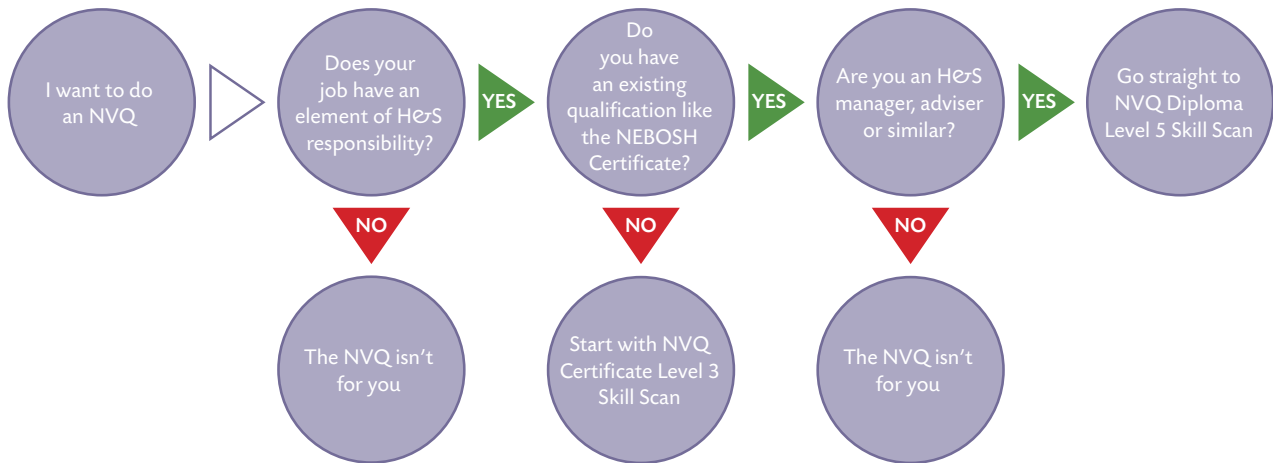 I want to do
an NVQ
Does your
job have an
element of H&S
responsibility?
YES
Do
you have
an existing
qualification like
the NEBOSH
Certificate?
YES
Are you an H&S
manager, adviser
or similar?
YES
Go straight to
NVQ Diploma
Level 5 Skill Scan
NO
NO
NO
The NVQ isn't
for you
Start with NVQ
Certificate Level 3
Skill Scan
The NVQ isn't
for you